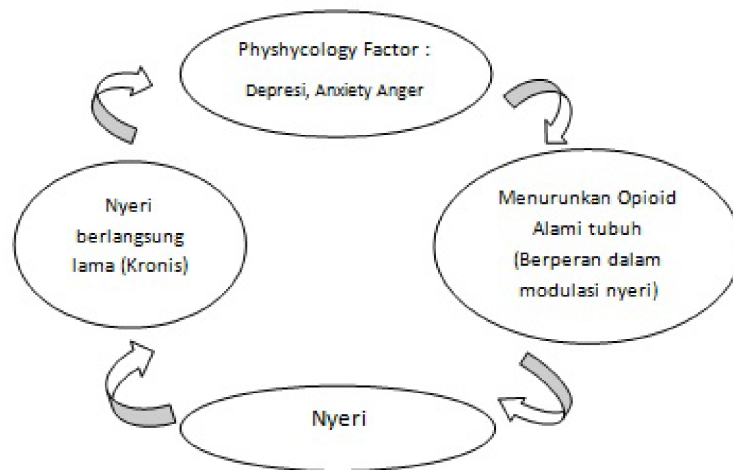 Physhycology Factor :
Depresi, Anxiety Anger
Menurunkan Opioid
Alami tubuh
(Berperan dalam
modulasi nyeri)
Nyeri
Nyeri
berlangsung
lama (Kronis)